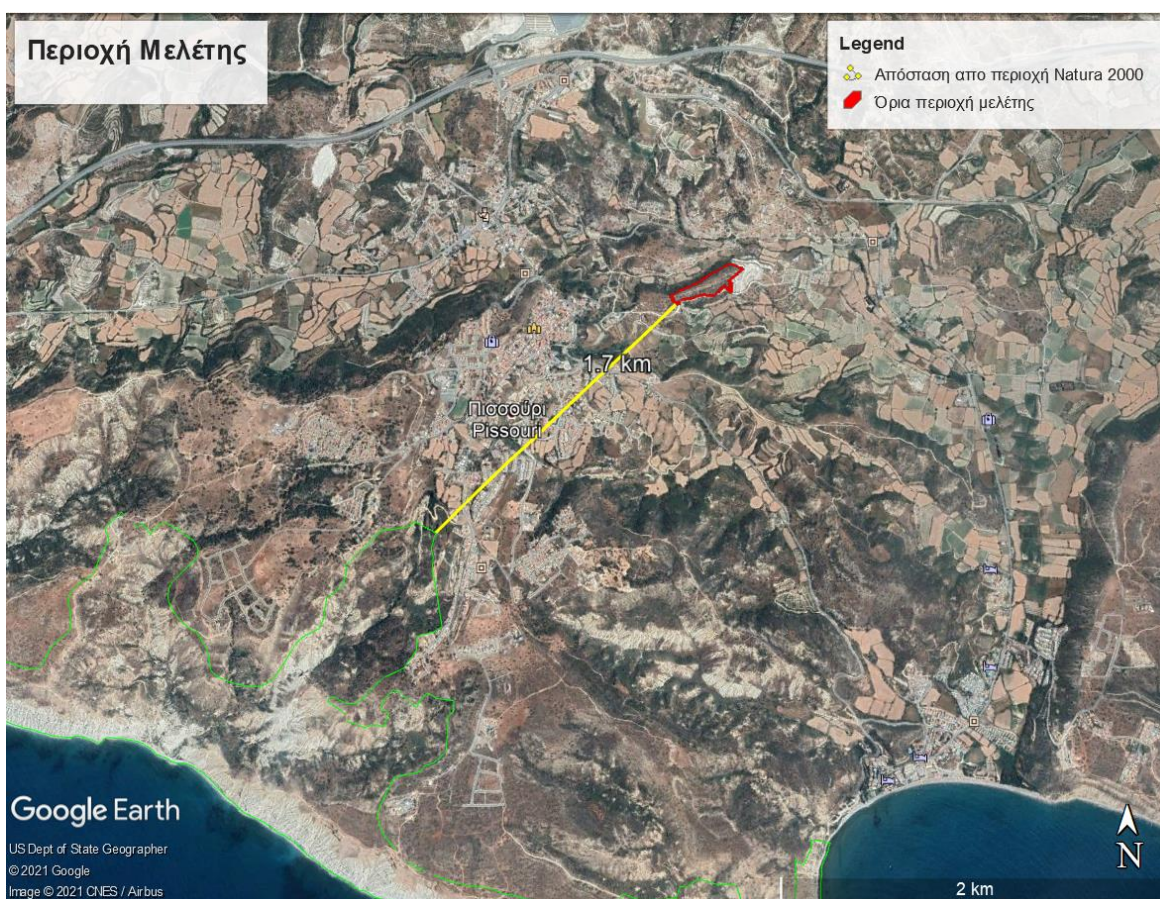 Περιοχή Μελέτης
Legend
Απόσταση απο περιοχή Natura 2000
Όρια περιοχή μελέτης
1.7 km
Πισσούρι
Pissouri
Google Earth
US Dept of State Geographer
© 2021 Google
Image © 2021 CNES / Airbus
N
2 km